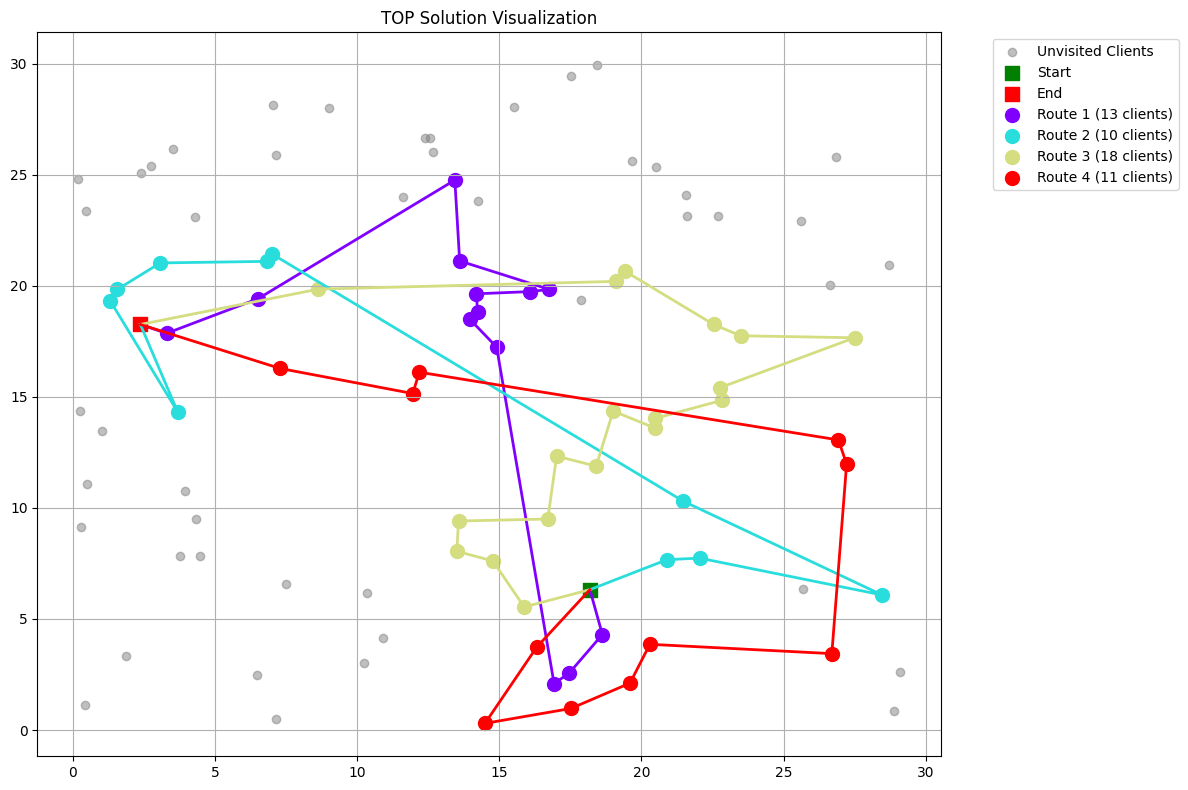 TOP Solution Visualization
30
25
20
15
10
5
0
0 5 10 15 20 25 30
Unvisited Clients
Start
End
Route 1 (13 clients)
Route 2 (10 clients)
Route 3 (18 clients)
Route 4 (11 clients)